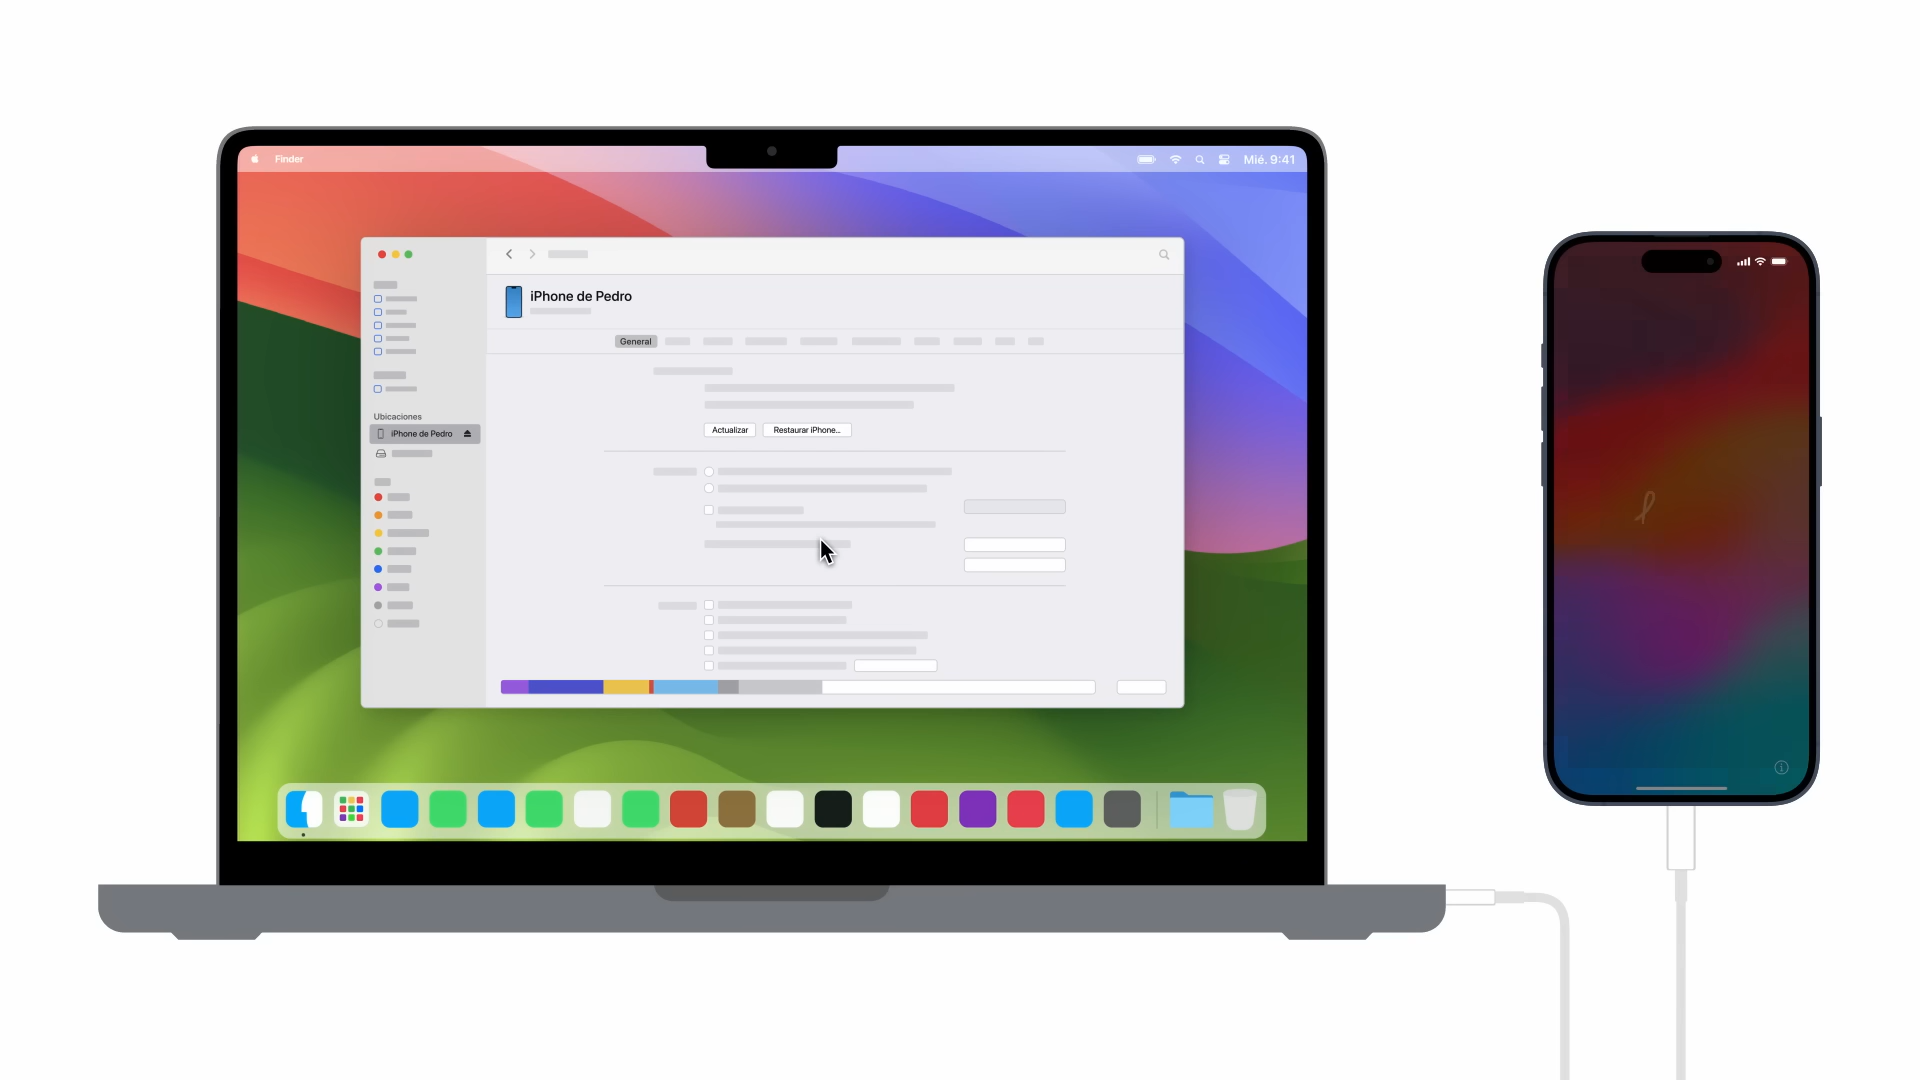 Finder
Mié. 9:41
iPhone de Pedro
General
Ubicaciones
iPhone de Pedro
Actualizar
Restaurar iPhone...